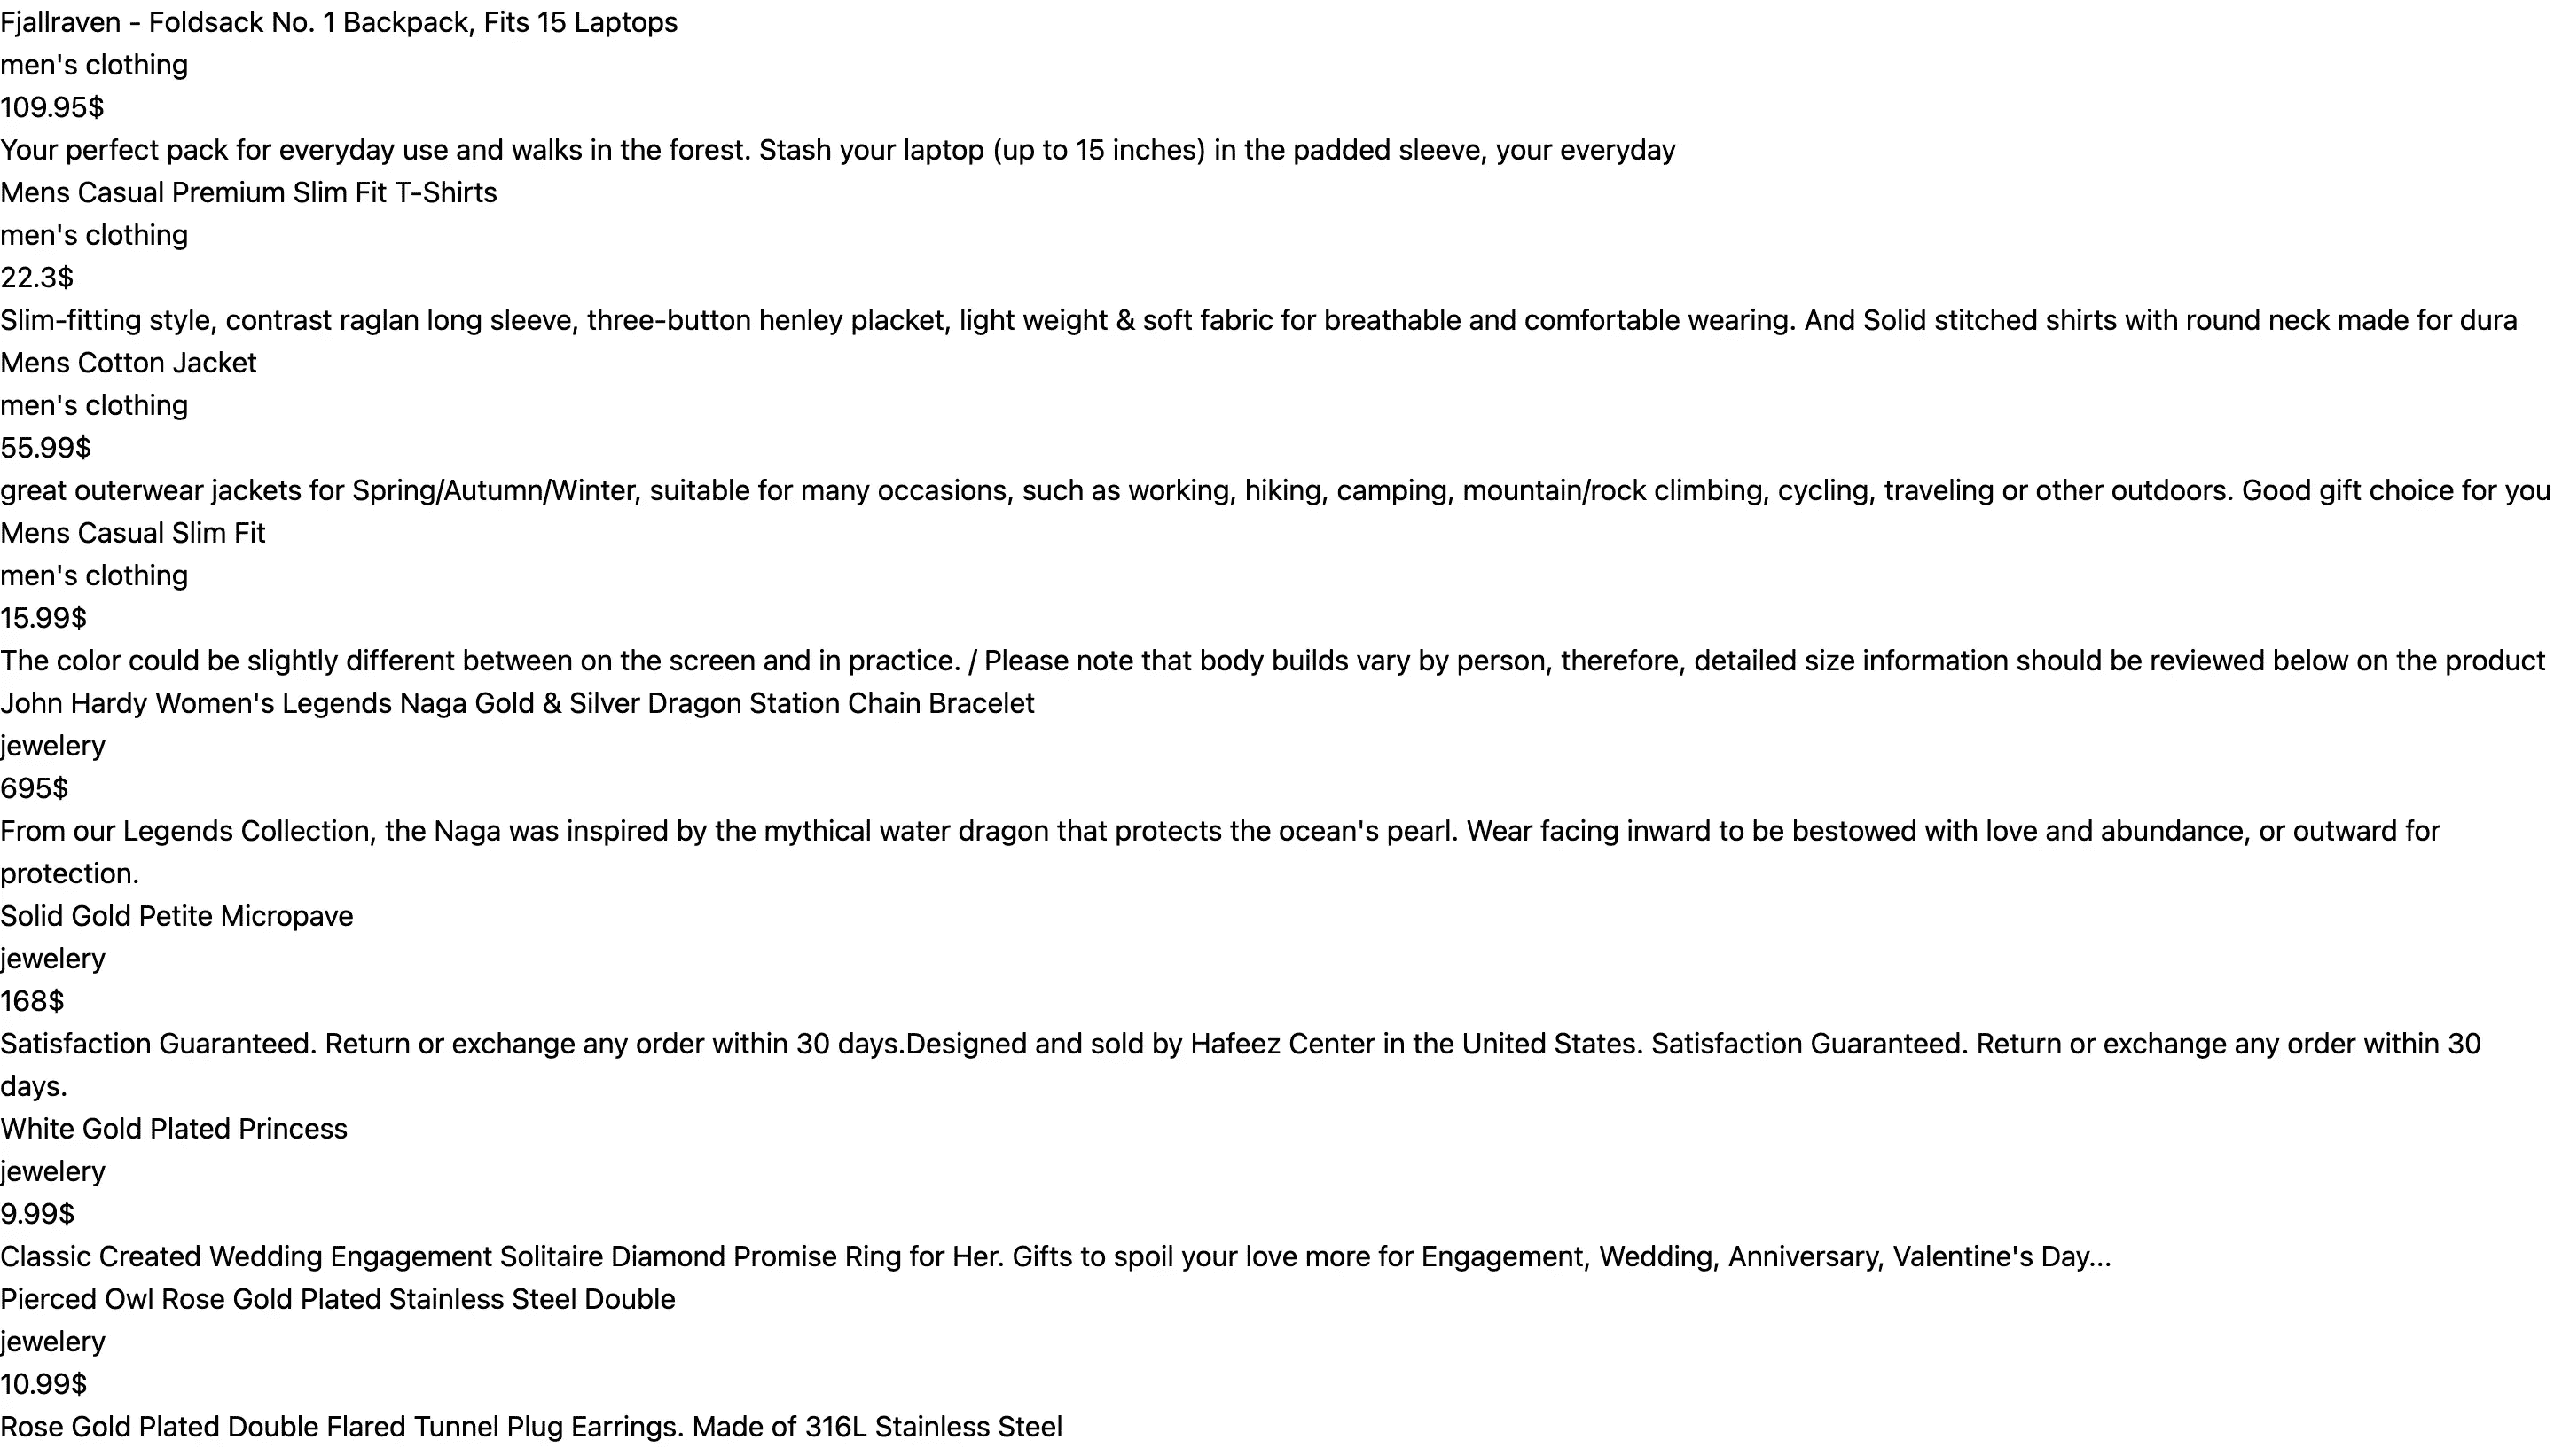 Fjallraven - Foldsack No. 1 Backpack, Fits 15 Laptops
men's clothing
109.95$
Your perfect pack for everyday use and walks in the forest. Stash your laptop (up to 15 inches) in the padded sleeve, your everyday
Mens Casual Premium Slim Fit T-Shirts
men's clothing
22.3$
Slim-fitting style, contrast raglan long sleeve, three-button henley placket, light weight & soft fabric for breathable and comfortable wearing. And Solid stitched shirts with round neck made for dura
Mens Cotton Jacket
men's clothing
55.99$
great outerwear jackets for Spring/Autumn/Winter, suitable for many occasions, such as working, hiking, camping, mountain/rock climbing, cycling, traveling or other outdoors. Good gift choice for you
Mens Casual Slim Fit
men's clothing
15.99$
The color could be slightly different between on the screen and in practice. / Please note that body builds vary by person, therefore, detailed size information should be reviewed below on the product
John Hardy Women's Legends Naga Gold & Silver Dragon Station Chain Bracelet
jewelery
695$
From our Legends Collection, the Naga was inspired by the mythical water dragon that protects the ocean's pearl. Wear facing inward to be bestowed with love and abundance, or outward for
protection.
Solid Gold Petite Micropave
jewelery
168$
Satisfaction Guaranteed. Return or exchange any order within 30 days.Designed and sold by Hafeez Center in the United States. Satisfaction Guaranteed. Return or exchange any order within 30
days.
White Gold Plated Princess
jewelery
9.99$
Classic Created Wedding Engagement Solitaire Diamond Promise Ring for Her. Gifts to spoil your love more for Engagement, Wedding, Anniversary, Valentine's Day...
Pierced Owl Rose Gold Plated Stainless Steel Double
jewelery
10.99$
Rose Gold Plated Double Flared Tunnel Plug Earrings. Made of 316L Stainless Steel